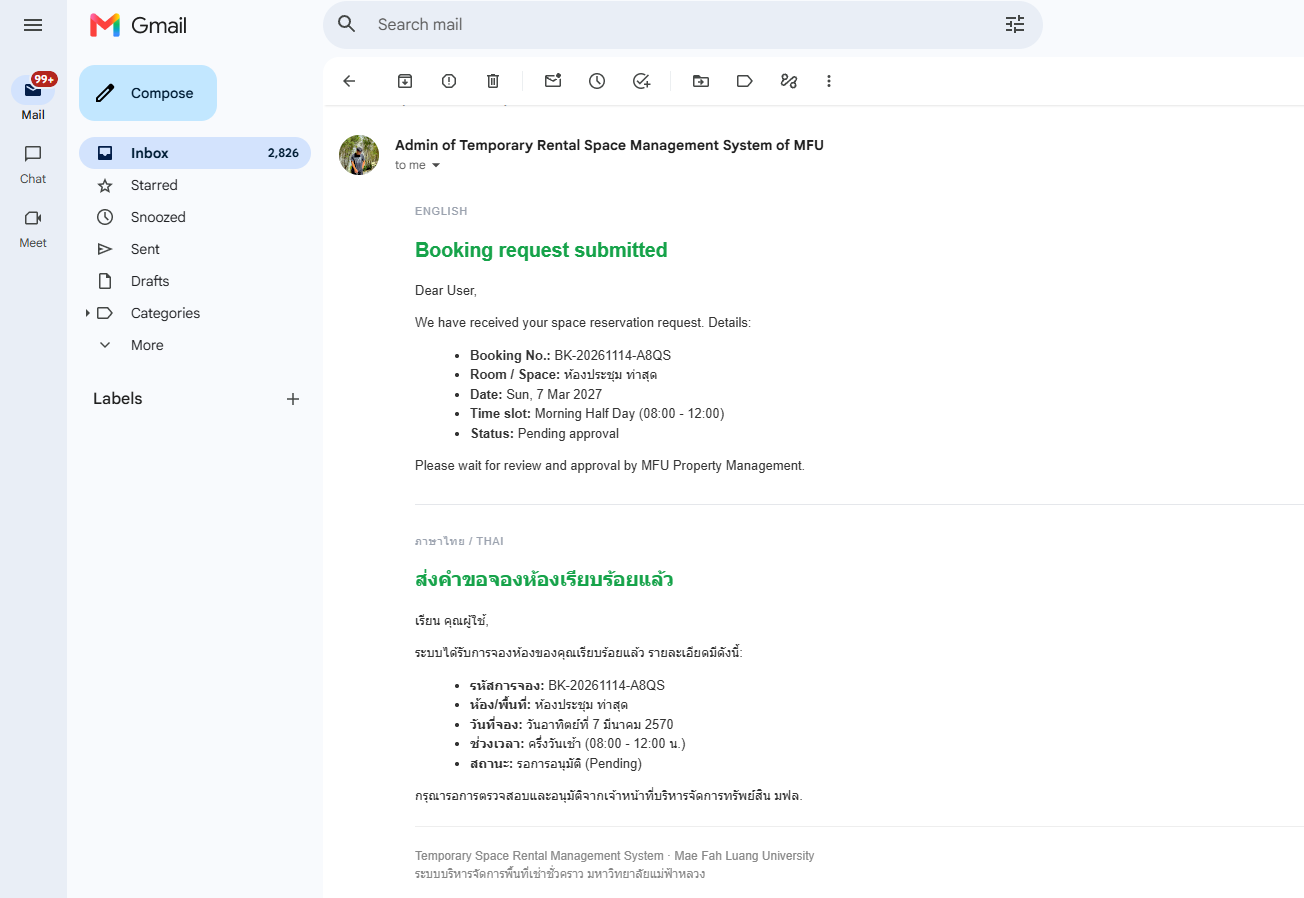 Gmail
Search mail
99+
Mail
Chat
Meet
Compose
Inbox 2,826
Starred
Snoozed
Sent
Drafts
Categories
More
Labels
Admin of Temporary Rental Space Management System of MFU
to me
ENGLISH
Booking request submitted
Dear User,
We have received your space reservation request. Details:
• Booking No.: BK-20261114-A8QS
• Room / Space: ห้องประชุม ท่าสุด
• Date: Sun, 7 Mar 2027
• Time slot: Morning Half Day (08:00 - 12:00)
• Status: Pending approval
Please wait for review and approval by MFU Property Management.
ภาษาไทย / THAI
ส่งคำขอจองห้องเรียบร้อยแล้ว
เรียน คุณผู้ใช้,
ระบบได้รับการจองห้องของคุณเรียบร้อยแล้ว รายละเอียดมีดังนี้:
• รหัสการจอง: BK-20261114-A8QS
• ห้อง/พื้นที่: ห้องประชุม ท่าสุด
• วันที่จอง: วันอาทิตย์ที่ 7 มีนาคม 2570
• ช่วงเวลา: ครึ่งวันเช้า (08:00 - 12:00 น.)
• สถานะ: รอการอนุมัติ (Pending)
กรุณารอการตรวจสอบและอนุมัติจากเจ้าหน้าที่บริหารจัดการทรัพย์สิน มฟล.
Temporary Space Rental Management System · Mae Fah Luang University
ระบบบริหารจัดการพื้นที่เช่าชั่วคราว มหาวิทยาลัยแม่ฟ้าหลวง